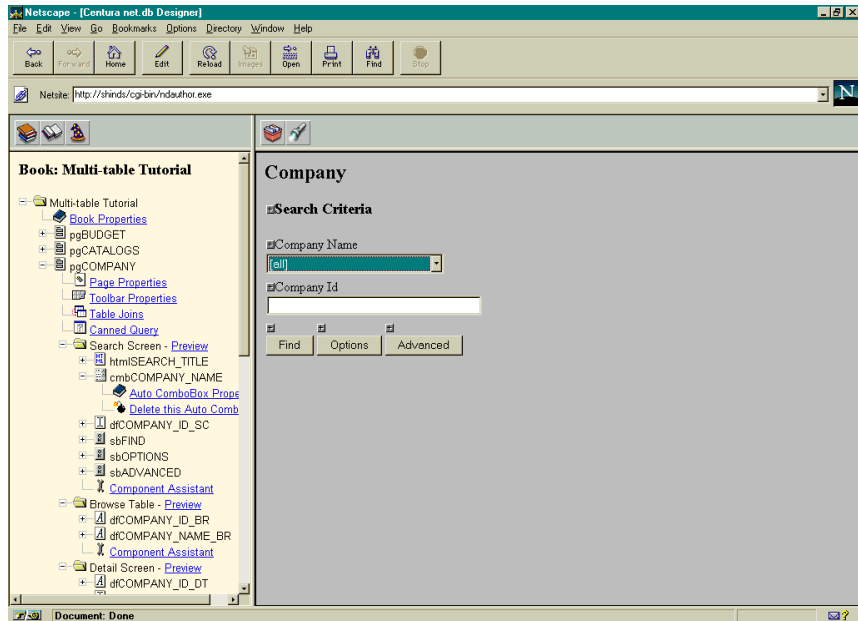 Netscape - [Centura net.db Designer]
File Edit View Go Bookmarks Options Directory Window Help
Back Forward Home Edit Reload Images Open Print Find Stop
Netsite: http://shinds/cgi-bin/ndauthor.exe
N
Book: Multi-table Tutorial
Multi-table Tutorial
Book Properties
pgBUDGET
pgCATALOGS
pgCOMPANY
Page Properties
Toolbar Properties
Table Joins
Canned Query
Search Screen - Preview
htmlSEARCH_TITLE
cmbCOMPANY_NAME
Auto ComboBox Prope
Delete this Auto Comb
dfCOMPANY_ID_SC
sbFIND
sbOPTIONS
sbADVANCED
Component Assistant
Browse Table - Preview
dfCOMPANY_ID_BR
dfCOMPANY_NAME_BR
Component Assistant
Detail Screen - Preview
dfCOMPANY_ID_DT
Company
Search Criteria
Company Name
[all]
Company Id
Find Options Advanced
Document: Done